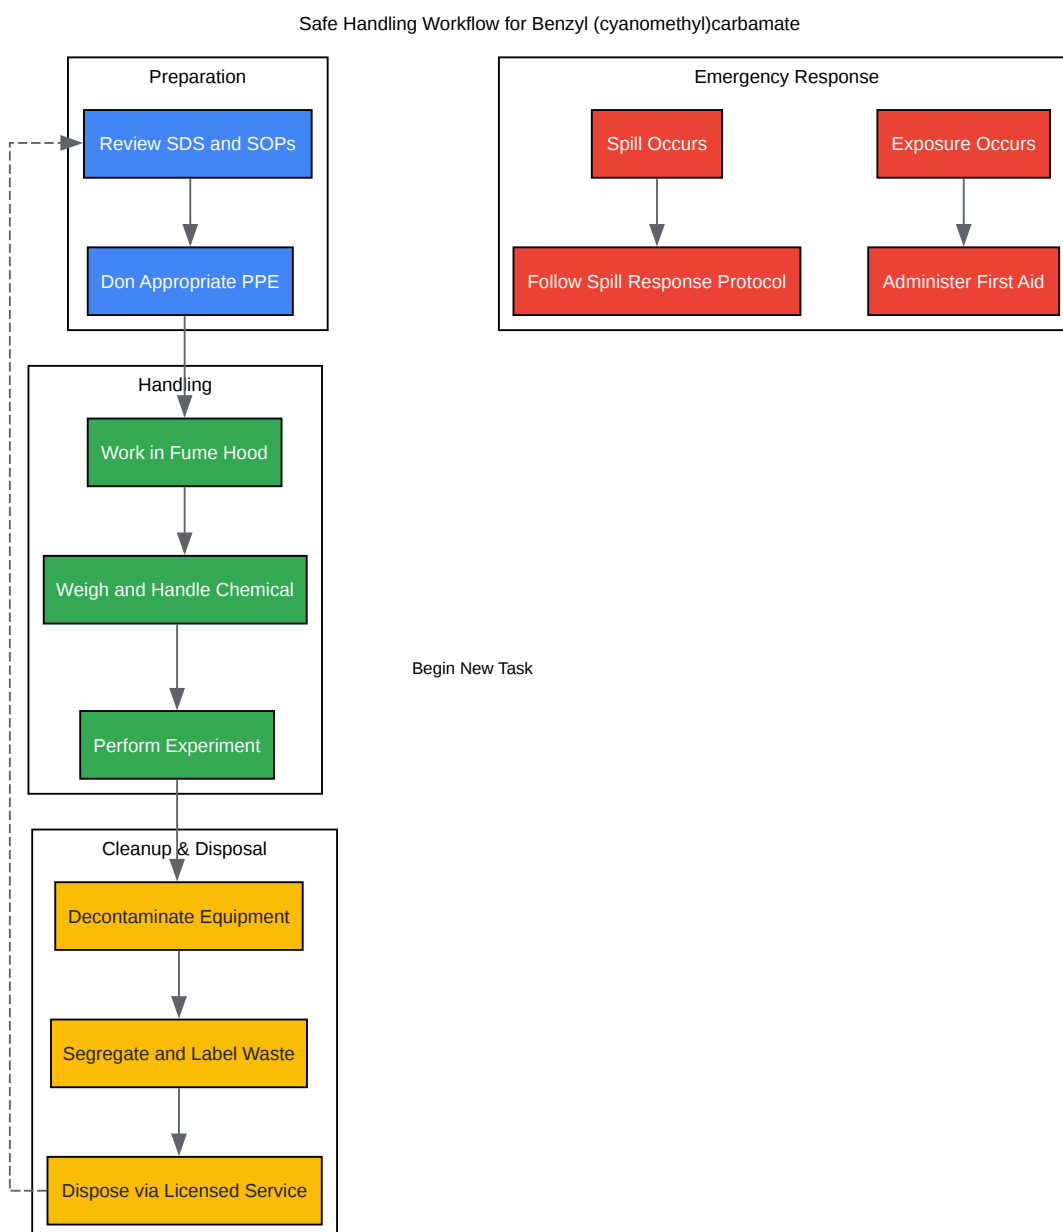 Safe Handling Workflow for Benzyl (cyanomethyl)carbamate
Preparation
Review SDS and SOPs
Don Appropriate PPE
Emergency Response
Spill Occurs
Exposure Occurs
Follow Spill Response Protocol
Administer First Aid
Handling
Work in Fume Hood
Weigh and Handle Chemical
Begin New Task
Perform Experiment
Cleanup & Disposal
Decontaminate Equipment
Segregate and Label Waste
Dispose via Licensed Service